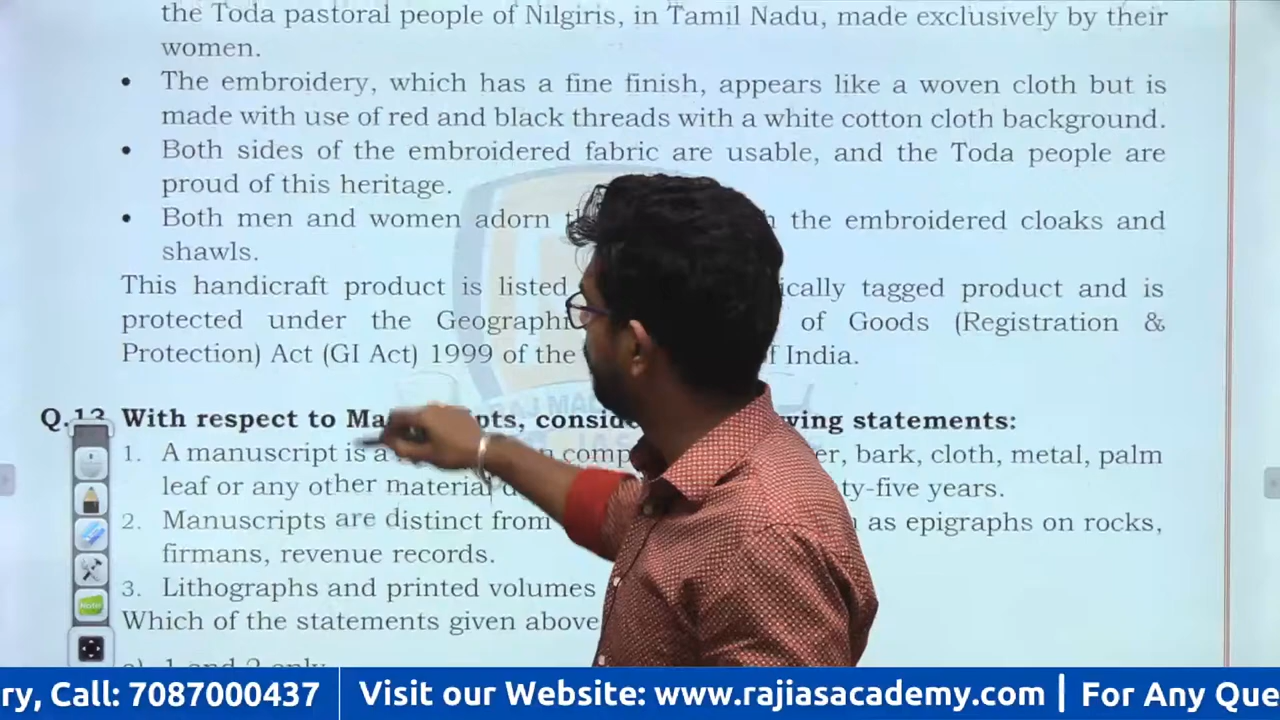 the Toda pastoral people of Nilgiris, in Tamil Nadu, made exclusively by their
women.
• The embroidery, which has a fine finish, appears like a woven cloth but is
made with use of red and black threads with a white cotton cloth background.
• Both sides of the embroidered fabric are usable, and the Toda people are
proud of this heritage.
• Both men and women adorn the embroidered cloaks and
shawls.
This handicraft product is listed tagged product and is
protected under the of Goods (Registration &
Protection) Act (GI Act) 1999 of the India.
Q.13 With respect to statements:
1. A manuscript is a bark, cloth, metal, palm
leaf or any other material years.
2. Manuscripts are distinct from as epigraphs on rocks,
firmans, revenue records.
3. Lithographs and printed volumes
Which of the statements given above
a) 1 and 2 only
Note
ry, Call: 7087000437 | Visit our Website: www.rajiasacademy.com | For Any Que